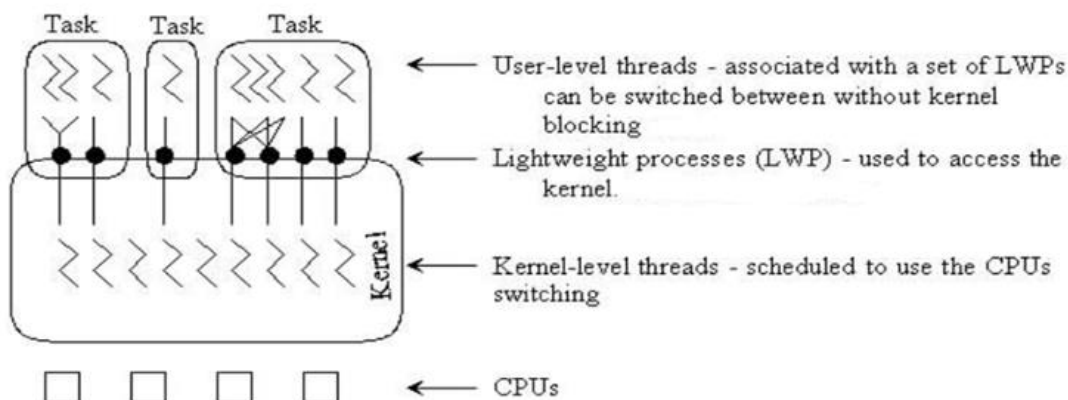 Task Task Task
User-level threads - associated with a set of LWPs
can be switched between without kernel
blocking
Lightweight processes (LWP) - used to access the
kernel.
Kernel
Kernel-level threads - scheduled to use the CPUs
switching
CPUs